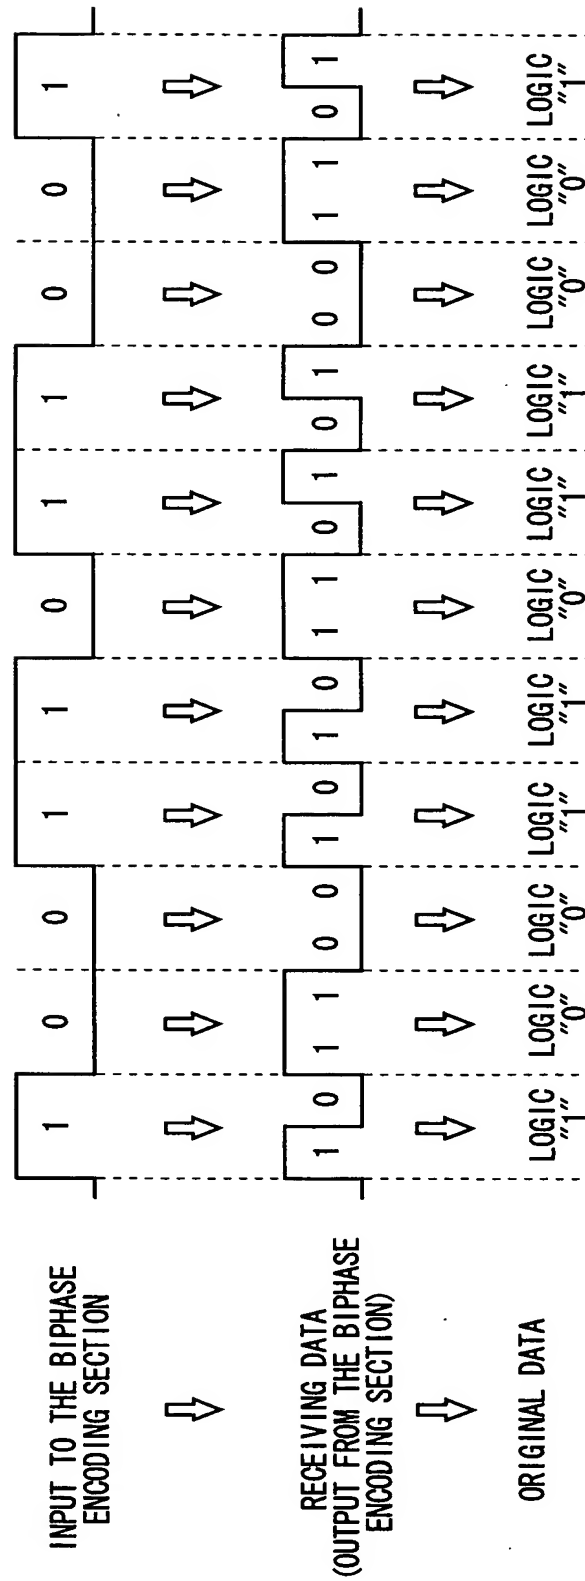 INPUT TO THE BIPHASE
ENCODING SECTION
1 0 0 1 1 0 1 1 0 0 1
RECEIVING DATA
(OUTPUT FROM THE BIPHASE
ENCODING SECTION)
1 0 1 1 0 0 1 0 1 0 1 1 0 1 0 1 0 0 1 1 0 1
ORIGINAL DATA
LOGIC
"1"
LOGIC
"0"
LOGIC
"0"
LOGIC
"1"
LOGIC
"1"
LOGIC
"0"
LOGIC
"1"
LOGIC
"1"
LOGIC
"0"
LOGIC
"0"
LOGIC
"1"